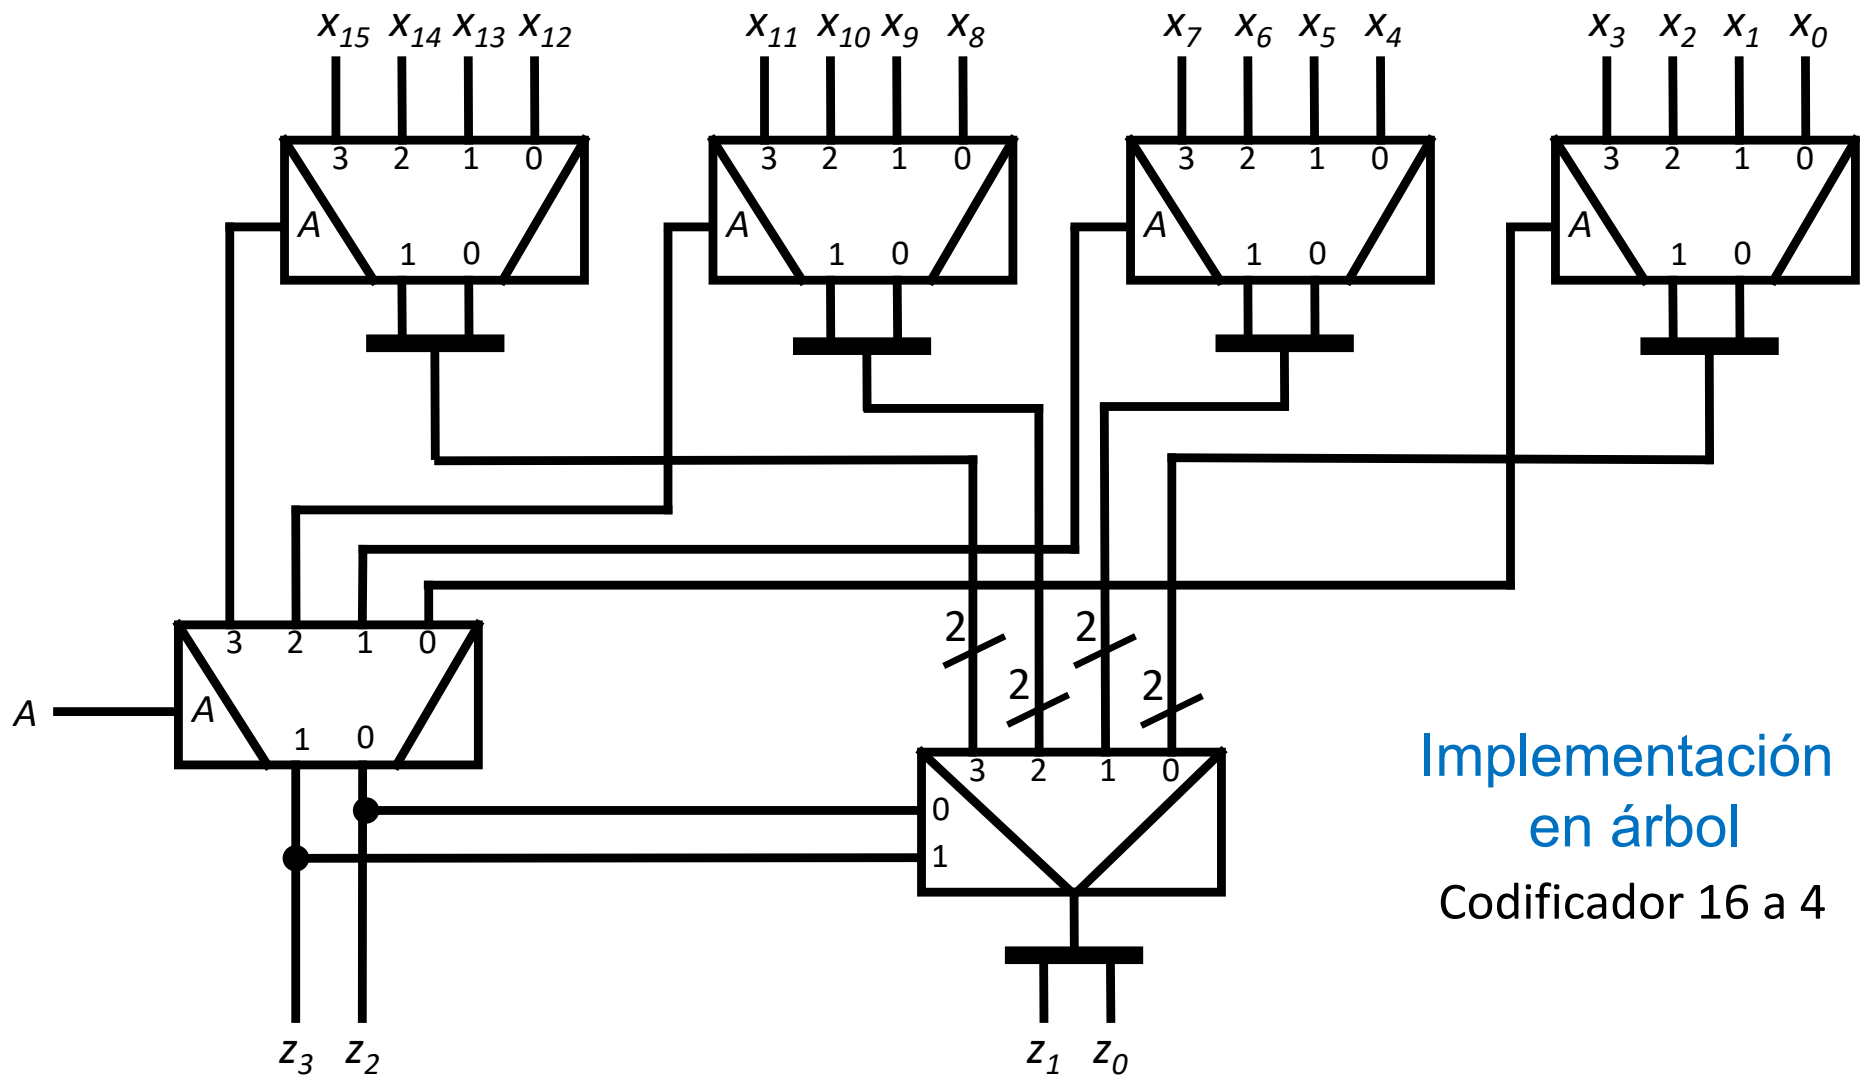 x15 x14 x13 x12 x11 x10 x9 x8 x7 x6 x5 x4 x3 x2 x1 x0
3 2 1 0 3 2 1 0 3 2 1 0 3 2 1 0
A A A A
1 0 1 0 1 0 1 0
2 2
3 2 1 0
2 2
A A
1 0
3 2 1 0
0
1
Implementación
en árbol
Codificador 16 a 4
z3 z2 z1 z0